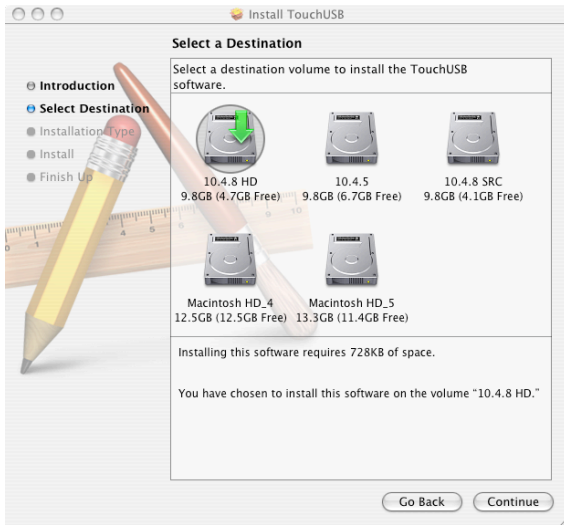 Install TouchUSB
Select a Destination
Introduction
Select Destination
Installation Type
Install
Finish Up
Select a destination volume to install the TouchUSB
software.
10.4.8 HD
9.8GB (4.7GB Free)
10.4.5
9.8GB (6.7GB Free)
10.4.8 SRC
9.8GB (4.1GB Free)
Macintosh HD_4
12.5GB (12.5GB Free)
Macintosh HD_5
13.3GB (11.4GB Free)
Installing this software requires 728KB of space.
You have chosen to install this software on the volume “10.4.8 HD.”
Go Back
Continue